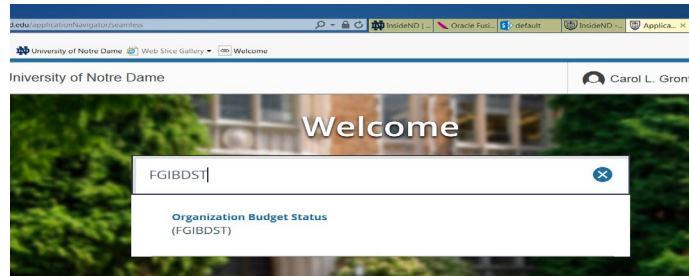 d.edu/applicationNavigator/seamless
InsideND | ...
Oracle Fusi...
default
InsideND -...
Applica...
University of Notre Dame
Web Slice Gallery
Welcome
University of Notre Dame
Carol L. Gron
Welcome
FGIBDST
Organization Budget Status
(FGIBDST)